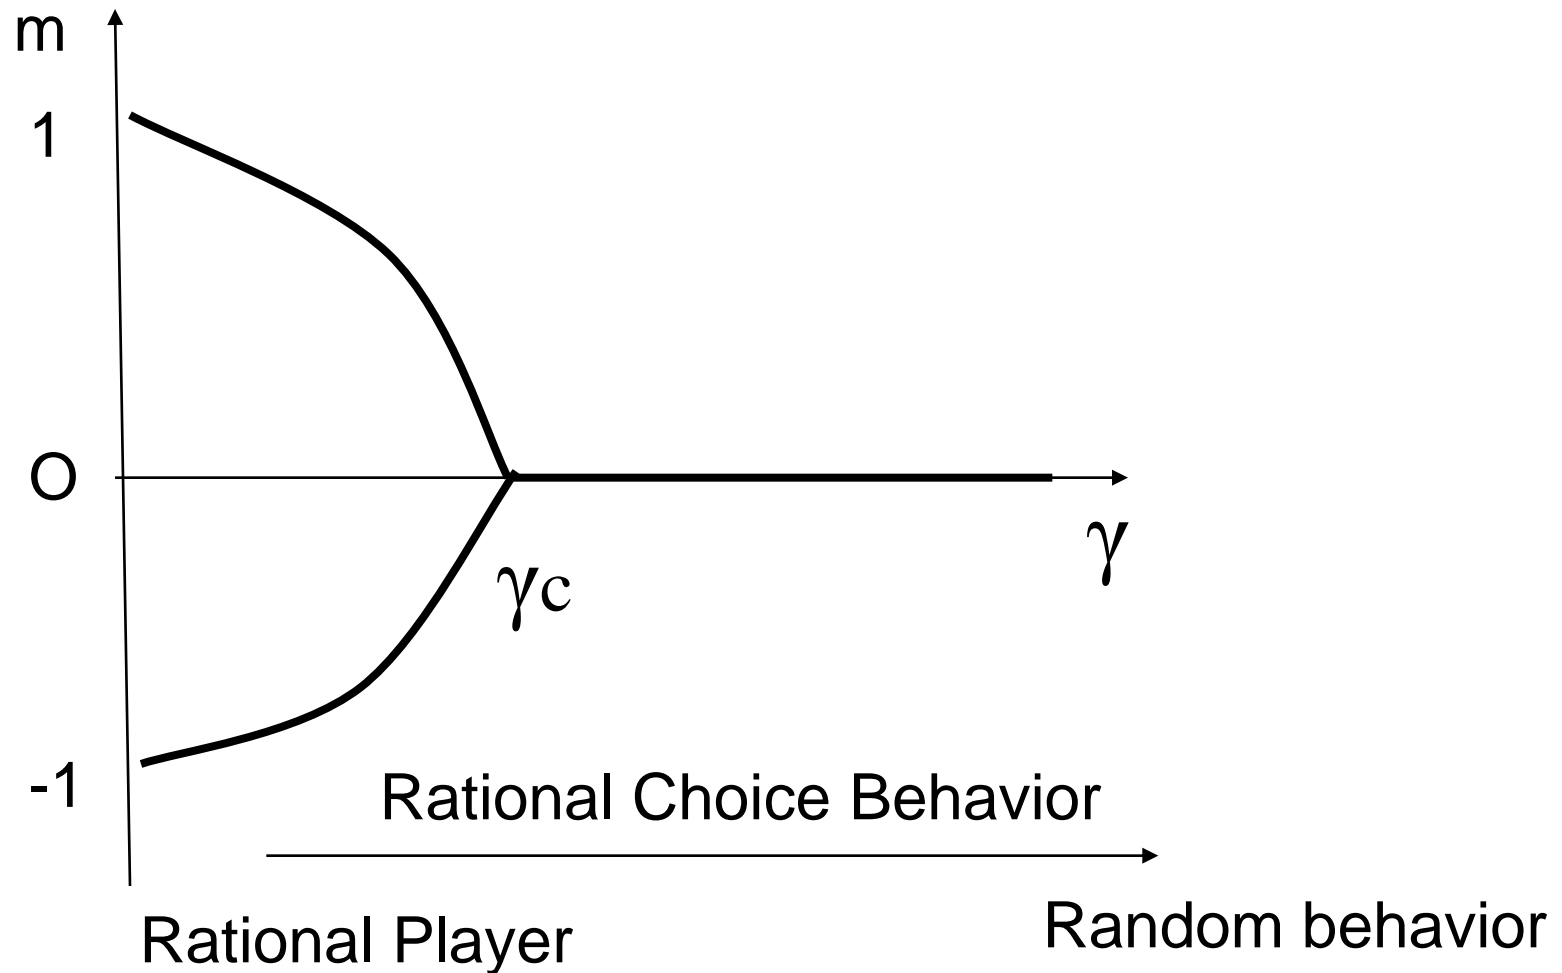 m
1
O
γ
γc
-1
Rational Choice Behavior
Random behavior
Rational Player